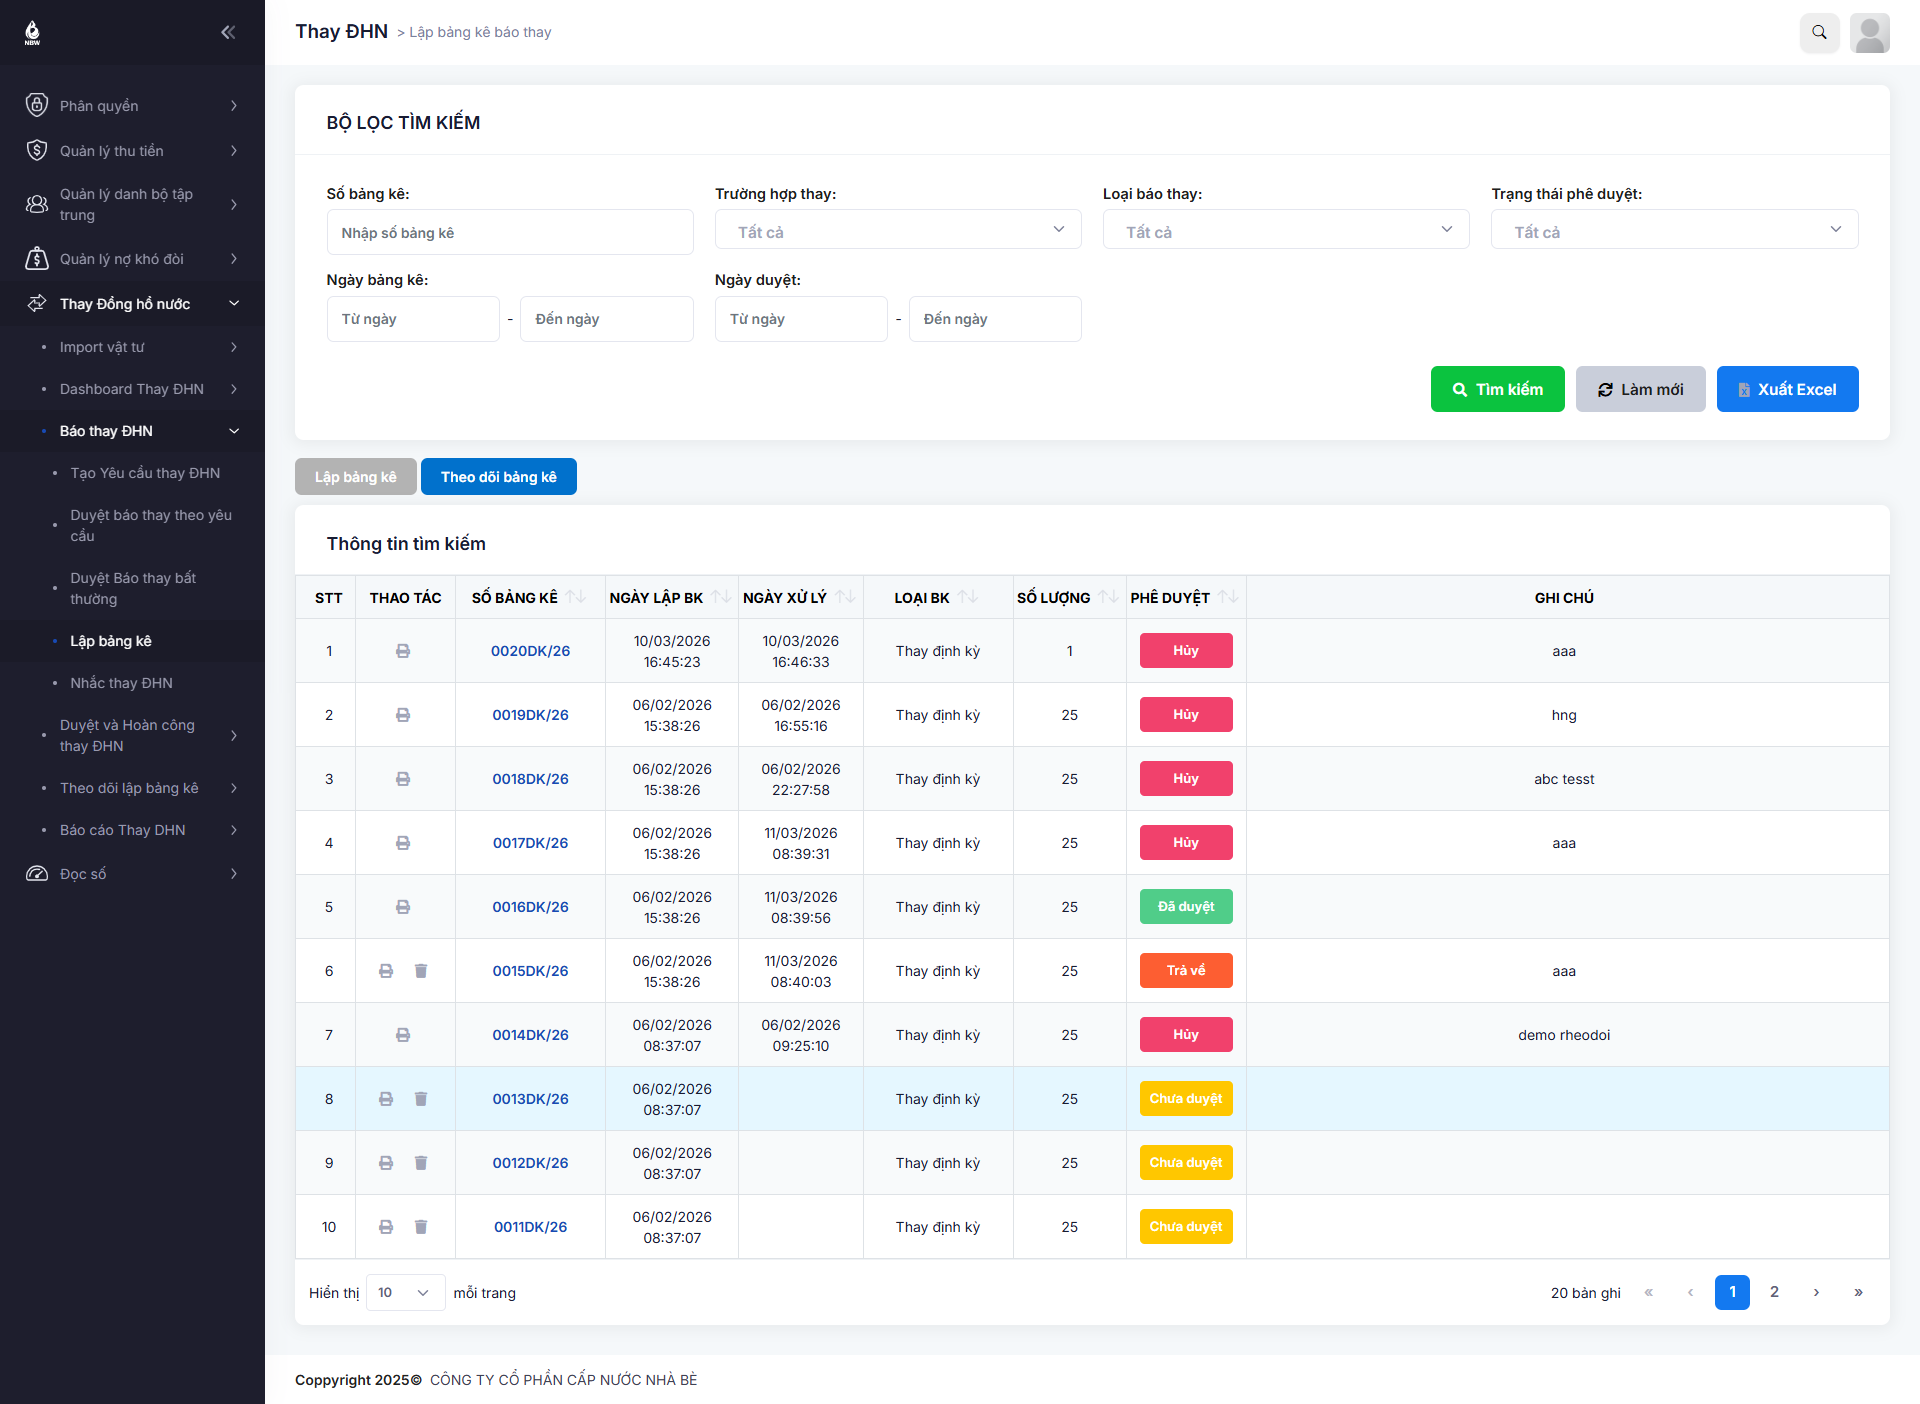 NBW
Thay ĐHN > Lập bảng kê báo thay
Phân quyền
Quản lý thu tiền
Quản lý danh bộ tập
trung
Quản lý nợ khó đòi
Thay Đồng hồ nước
Import vật tư
Dashboard Thay ĐHN
Báo thay ĐHN
Tạo Yêu cầu thay ĐHN
Duyệt báo thay theo yêu
cầu
Duyệt Báo thay bất
thường
Lập bảng kê
Nhắc thay ĐHN
Duyệt và Hoàn công
thay ĐHN
Theo dõi lập bảng kê
Báo cáo Thay DHN
Đọc số
BỘ LỌC TÌM KIẾM
Số bảng kê: Trường hợp thay: Loại báo thay: Trạng thái phê duyệt:
Nhập số bảng kê Tất cả Tất cả Tất cả
Ngày bảng kê: Ngày duyệt:
Từ ngày - Đến ngày Từ ngày - Đến ngày
Tìm kiếm Làm mới Xuất Excel
Lập bảng kê Theo dõi bảng kê
Thông tin tìm kiếm
STT THAO TÁC SỐ BẢNG KÊ NGÀY LẬP BK NGÀY XỬ LÝ LOẠI BK SỐ LƯỢNG PHÊ DUYỆT GHI CHÚ
1 0020DK/26 10/03/2026 16:45:23 10/03/2026 16:46:33 Thay định kỳ 1 Hủy aaa
2 0019DK/26 06/02/2026 15:38:26 06/02/2026 16:55:16 Thay định kỳ 25 Hủy hng
3 0018DK/26 06/02/2026 15:38:26 06/02/2026 22:27:58 Thay định kỳ 25 Hủy abc tesst
4 0017DK/26 06/02/2026 15:38:26 11/03/2026 08:39:31 Thay định kỳ 25 Hủy aaa
5 0016DK/26 06/02/2026 15:38:26 11/03/2026 08:39:56 Thay định kỳ 25 Đã duyệt
6 0015DK/26 06/02/2026 15:38:26 11/03/2026 08:40:03 Thay định kỳ 25 Trả về aaa
7 0014DK/26 06/02/2026 08:37:07 06/02/2026 09:25:10 Thay định kỳ 25 Hủy demo rheodoi
8 0013DK/26 06/02/2026 08:37:07 Thay định kỳ 25 Chưa duyệt
9 0012DK/26 06/02/2026 08:37:07 Thay định kỳ 25 Chưa duyệt
10 0011DK/26 06/02/2026 08:37:07 Thay định kỳ 25 Chưa duyệt
Hiển thị 10 mỗi trang 20 bản ghi « ‹ 1 2 › »
Coppyright 2025© CÔNG TY CỔ PHẦN CẤP NƯỚC NHÀ BÈ